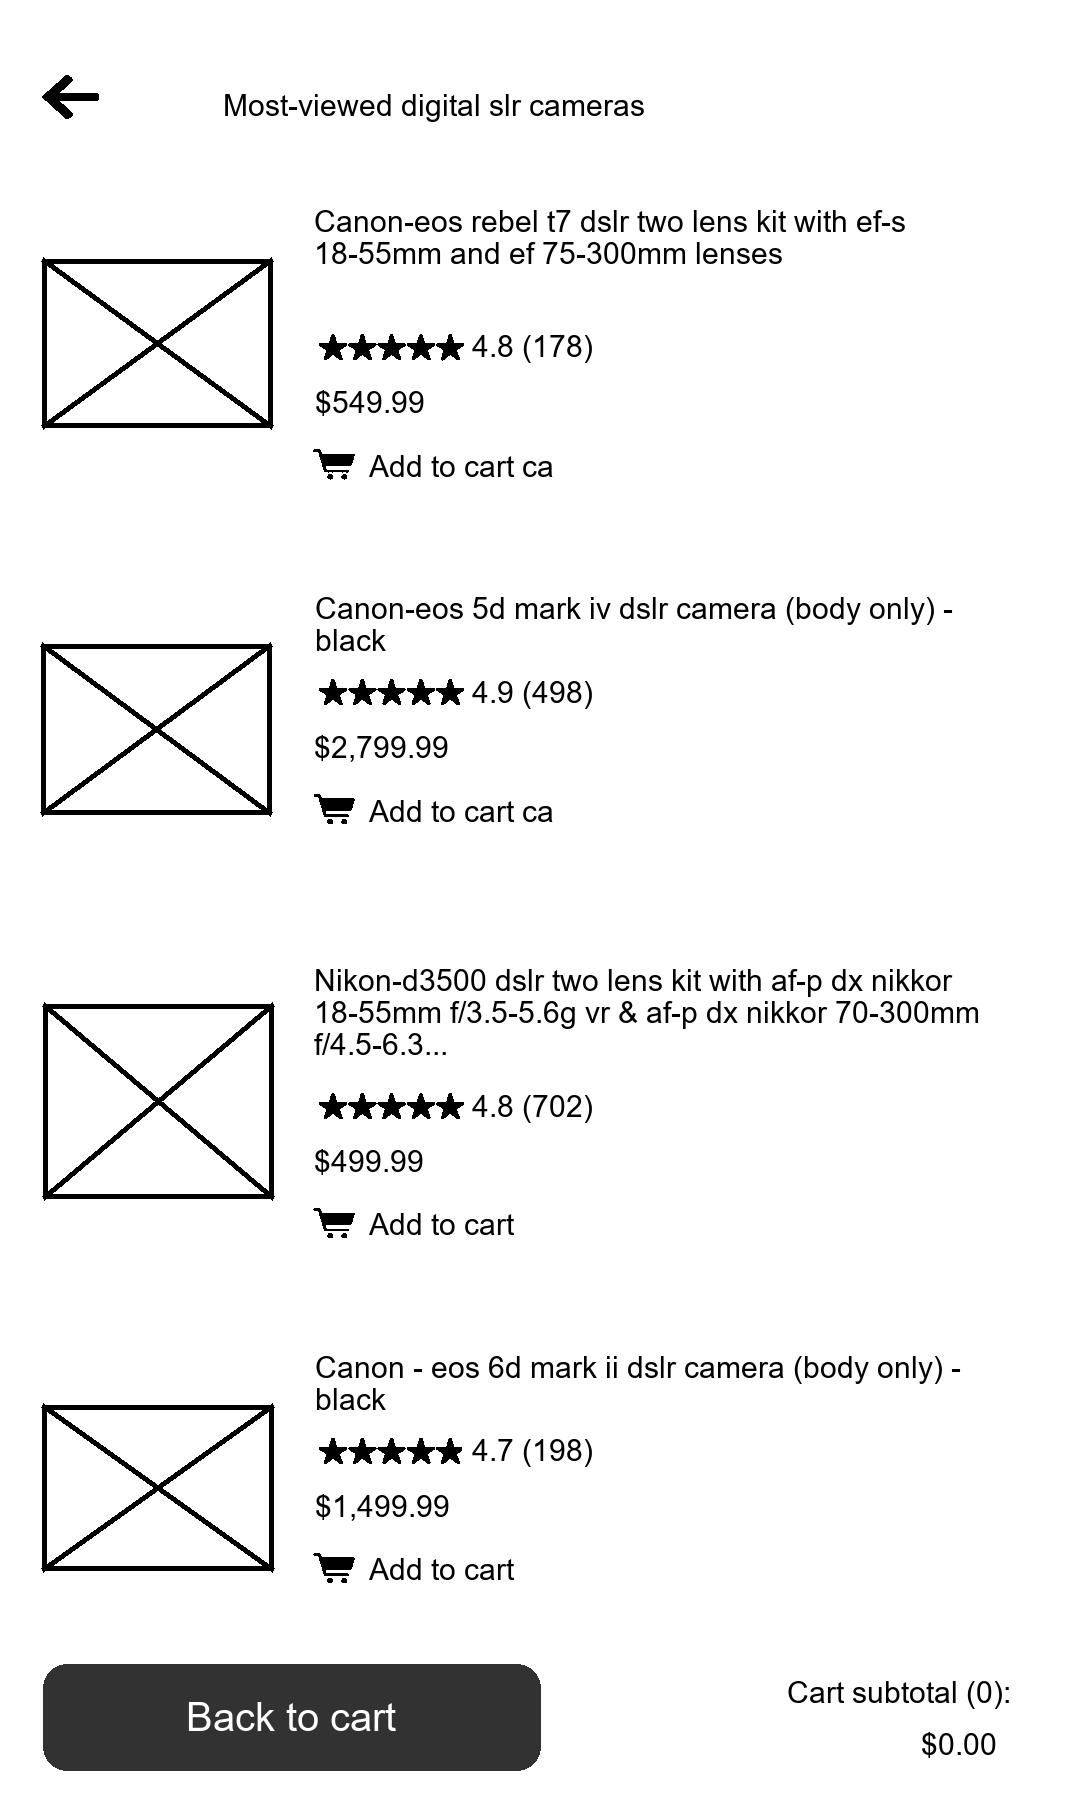 Most-viewed digital slr cameras
Canon-eos rebel t7 dslr two lens kit with ef-s
18-55mm and ef 75-300mm lenses
4.8 (178)
$549.99
Add to cart ca
Canon-eos 5d mark iv dslr camera (body only) -
black
4.9 (498)
$2,799.99
Add to cart ca
Nikon-d3500 dslr two lens kit with af-p dx nikkor
18-55mm f/3.5-5.6g vr & af-p dx nikkor 70-300mm
f/4.5-6.3...
4.8 (702)
$499.99
Add to cart
Canon - eos 6d mark ii dslr camera (body only) -
black
4.7 (198)
$1,499.99
Add to cart
Back to cart
Cart subtotal (0):
$0.00